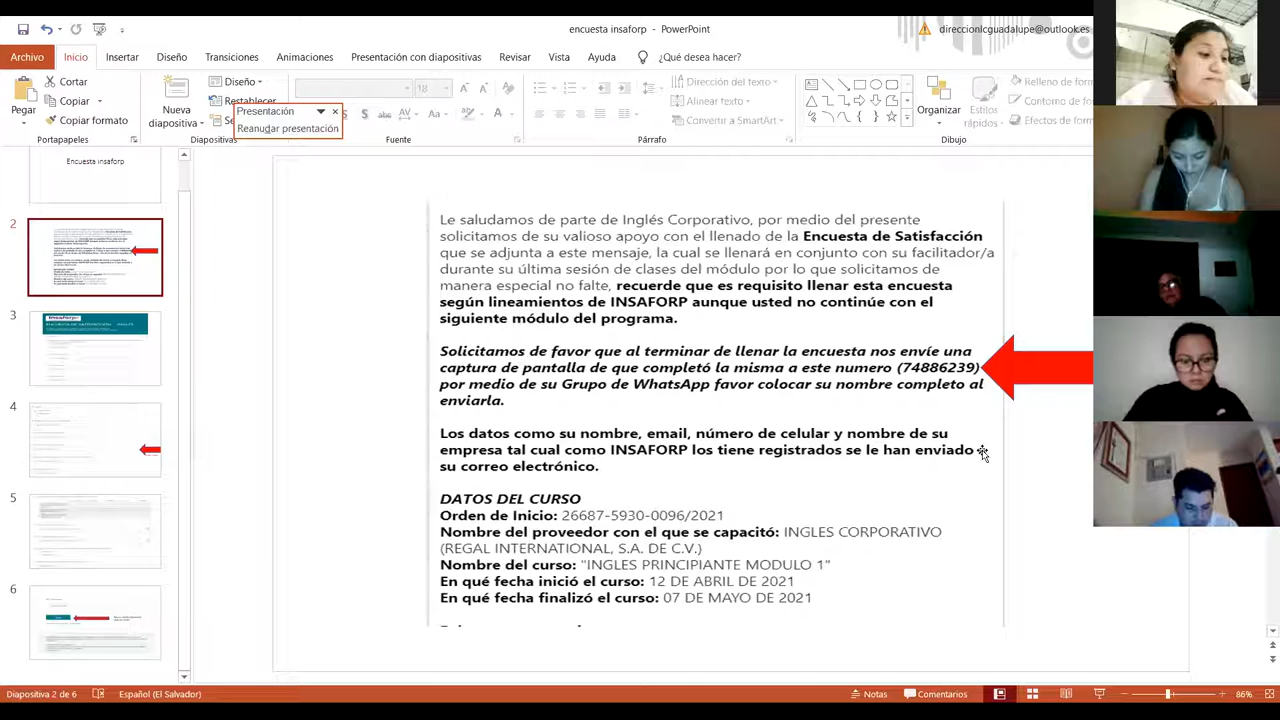 encuesta insaforp - PowerPoint
direccionlcguadalupe@outlook.es
Archivo
Inicio
Insertar
Diseño
Transiciones
Animaciones
Presentación con diapositivas
Revisar
Vista
Ayuda
¿Qué desea hacer?
Pegar
Cortar
Copiar
Copiar formato
Portapapeles
Nueva
diapositiva
Diseño
Restablecer
Presentación
Reanudar presentación
Diapositivas
18
Fuente
Dirección del texto
Alinear texto
Convertir a SmartArt
Párrafo
Organizar
Estilos
rápidos
Relleno de
Dibujo
Encuesta insaforp
2
3
4
5
6
Le saludamos de parte de Inglés Corporativo, por medio del presente
solicitamos de su valioso apoyo con el llenado de la Encuesta de Satisfacción
que se adjunta a este mensaje, la cual se llenará en conjunto con su facilitador/a
durante su última sesión de clases del módulo por lo que solicitamos de
manera especial no falte, recuerde que es requisito llenar esta encuesta
según lineamientos de INSAFORP aunque usted no continúe con el
siguiente módulo del programa.
Solicitamos de favor que al terminar de llenar la encuesta nos envíe una
captura de pantalla de que completó la misma a este numero (74886239)
por medio de su Grupo de WhatsApp favor colocar su nombre completo al
enviarla.
Los datos como su nombre, email, número de celular y nombre de su
empresa tal cual como INSAFORP los tiene registrados se le han enviado
su correo electrónico.
DATOS DEL CURSO
Orden de Inicio: 26687-5930-0096/2021
Nombre del proveedor con el que se capacitó: INGLES CORPORATIVO
(REGAL INTERNATIONAL, S.A. DE C.V.)
Nombre del curso: "INGLES PRINCIPIANTE MODULO 1"
En qué fecha inició el curso: 12 DE ABRIL DE 2021
En qué fecha finalizó el curso: 07 DE MAYO DE 2021
Diapositiva 2 de 6
Español (El Salvador)
Notas
Comentarios
86%